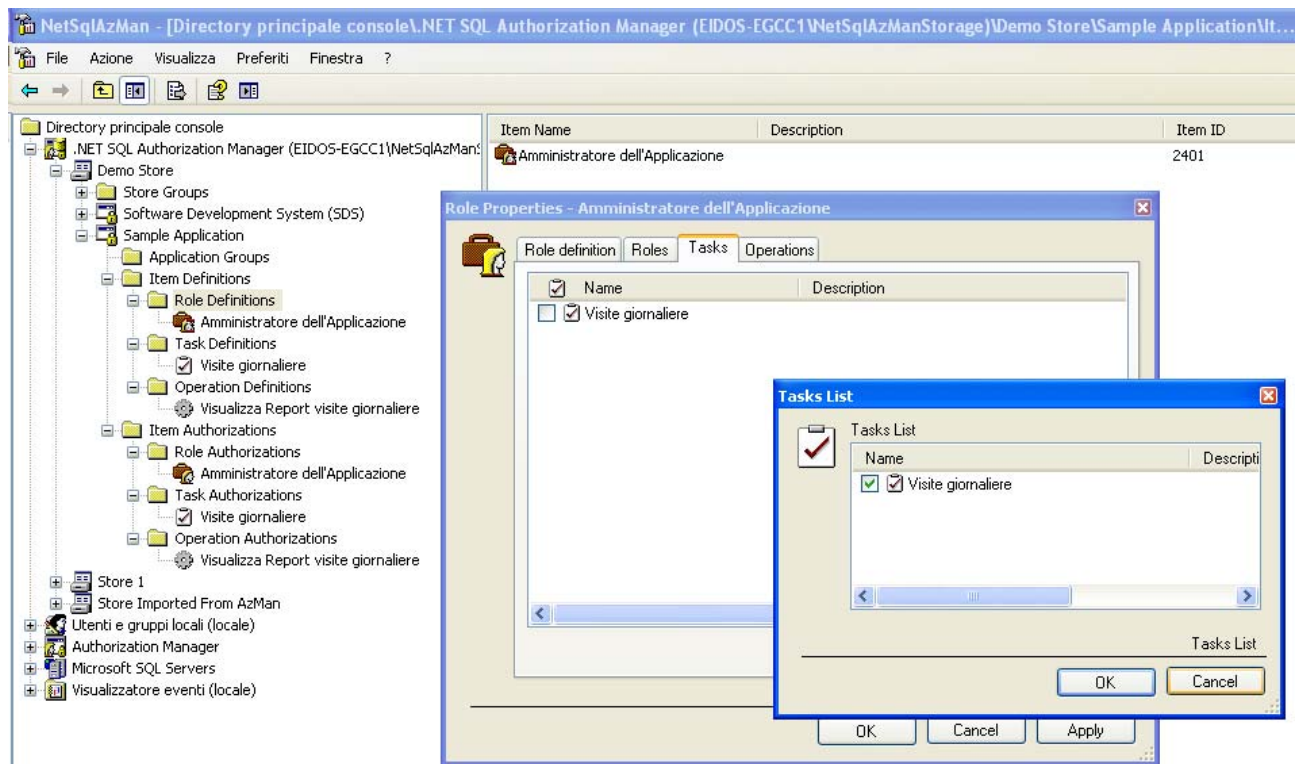 NetSqlAzMan - [Directory principale console\.NET SQL Authorization Manager (EIDOS-EGCC1\NetSqlAzManStorage)\Demo Store\Sample Application\It...
File Azione Visualizza Preferiti Finestra ?
Directory principale console
.NET SQL Authorization Manager (EIDOS-EGCC1\NetSqlAzManS
Demo Store
Store Groups
Software Development System (SDS)
Sample Application
Application Groups
Item Definitions
Role Definitions
Amministratore dell'Applicazione
Task Definitions
Visite giornaliere
Operation Definitions
Visualizza Report visite giornaliere
Item Authorizations
Role Authorizations
Amministratore dell'Applicazione
Task Authorizations
Visite giornaliere
Operation Authorizations
Visualizza Report visite giornaliere
Store 1
Store Imported From AzMan
Utenti e gruppi locali (locale)
Authorization Manager
Microsoft SQL Servers
Visualizzatore eventi (locale)
Item Name Description Item ID
Amministratore dell'Applicazione 2401
Role Properties - Amministratore dell'Applicazione
Role definition Roles Tasks Operations
Name Description
Visite giornaliere
Tasks List
Tasks List
Name Descripti
Visite giornaliere
Tasks List
OK Cancel
OK Cancel Apply